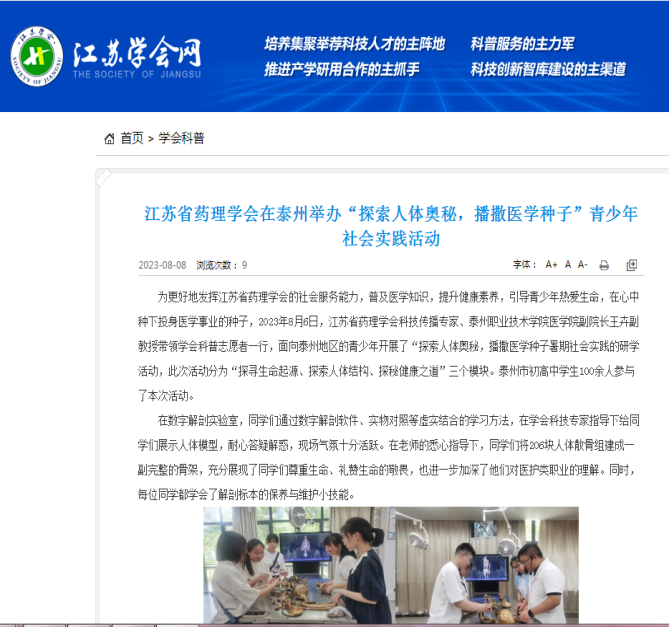 江苏学会网
THE SOCIETY OF JIANGSU
培养集聚举荐科技人才的主阵地 科普服务的主力军
推进产学研用合作的主抓手 科技创新智库建设的主渠道
首页 > 学会科普
江苏省药理学会在泰州举办“探索人体奥秘，播撒医学种子”青少年
社会实践活动
2023-08-08 浏览次数：9 字体： A+ A A-
为更好地发挥江苏省药理学会的社会服务能力，普及医学知识，提升健康素养，引导青少年热爱生命，在心中
种下投身医学事业的种子，2023年8月6日，江苏省药理学会科技传播专家、泰州职业技术学院医学院副院长王卉副
教授带领学会科普志愿者一行，面向泰州地区的青少年开展了“探索人体奥秘，播撒医学种子暑期社会实践的研学
活动，此次活动分为“探寻生命起源、探索人体结构、探秘健康之道”三个模块。泰州市初高中学生100余人参与
了本次活动。
在数字解剖实验室，同学们通过数字解剖软件、实物对照等虚实结合的学习方法，在学会科技专家指导下给同
学们展示人体模型，耐心答疑解惑，现场气氛十分活跃。在老师的悉心指导下，同学们将206块人体散骨组建成一
副完整的骨架，充分展现了同学们尊重生命、礼赞生命的敬畏，也进一步加深了他们对医护类职业的理解。同时，
每位同学都学会了解剖标本的保养与维护小技能。